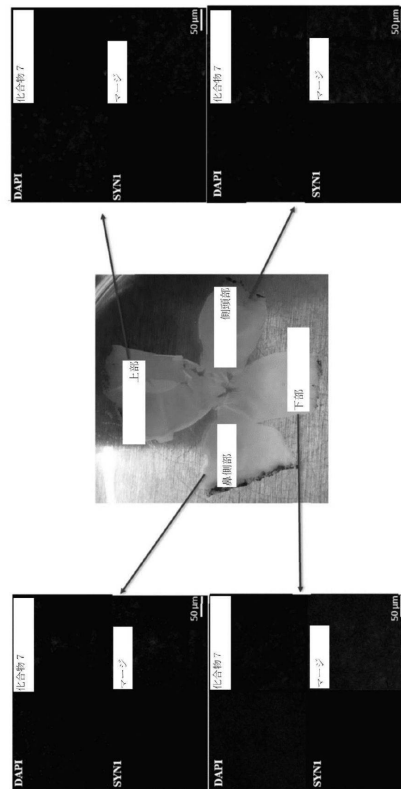 DAPI
化合物 7
SYN1
マージ
50 µm
DAPI
化合物 7
SYN1
マージ
50 µm
上部
鼻側部
側頭部
下部
DAPI
化合物 7
SYN1
マージ
50 µm
DAPI
化合物 7
SYN1
マージ
50 µm